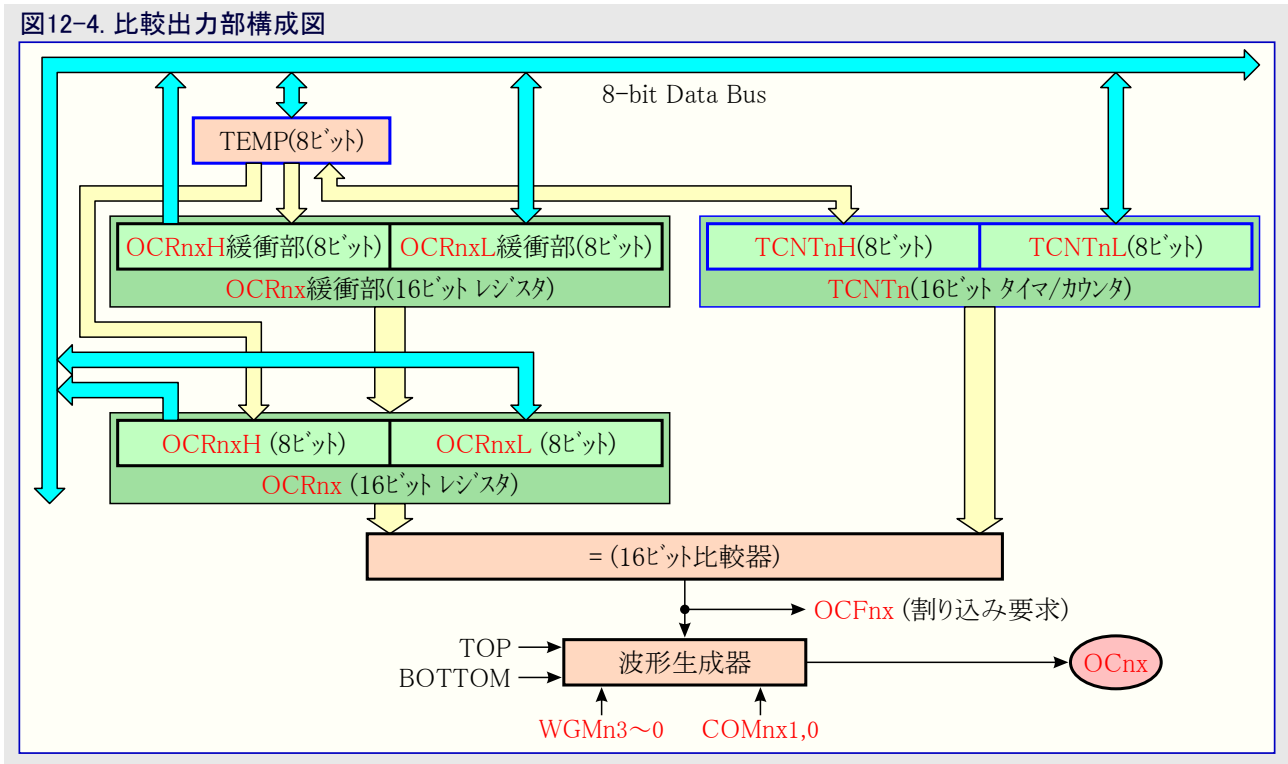 図12-4. 比較出力部構成図
8-bit Data Bus
TEMP(8ﾋﾞｯﾄ)
OCRnxH緩衝部(8ﾋﾞｯﾄ)
OCRnxL緩衝部(8ﾋﾞｯﾄ)
OCRnx緩衝部(16ﾋﾞｯﾄ ﾚｼﾞｽﾀ)
TCNTnH(8ﾋﾞｯﾄ)
TCNTnL(8ﾋﾞｯﾄ)
TCNTn(16ﾋﾞｯﾄ ﾀｲﾏ/ｶｳﾝﾀ)
OCRnxH (8ﾋﾞｯﾄ)
OCRnxL (8ﾋﾞｯﾄ)
OCRnx (16ﾋﾞｯﾄ ﾚｼﾞｽﾀ)
= (16ﾋﾞｯﾄ比較器)
OCFnx (割り込み要求)
TOP
BOTTOM
波形生成器
OCnx
WGMn3～0
COMnx1,0